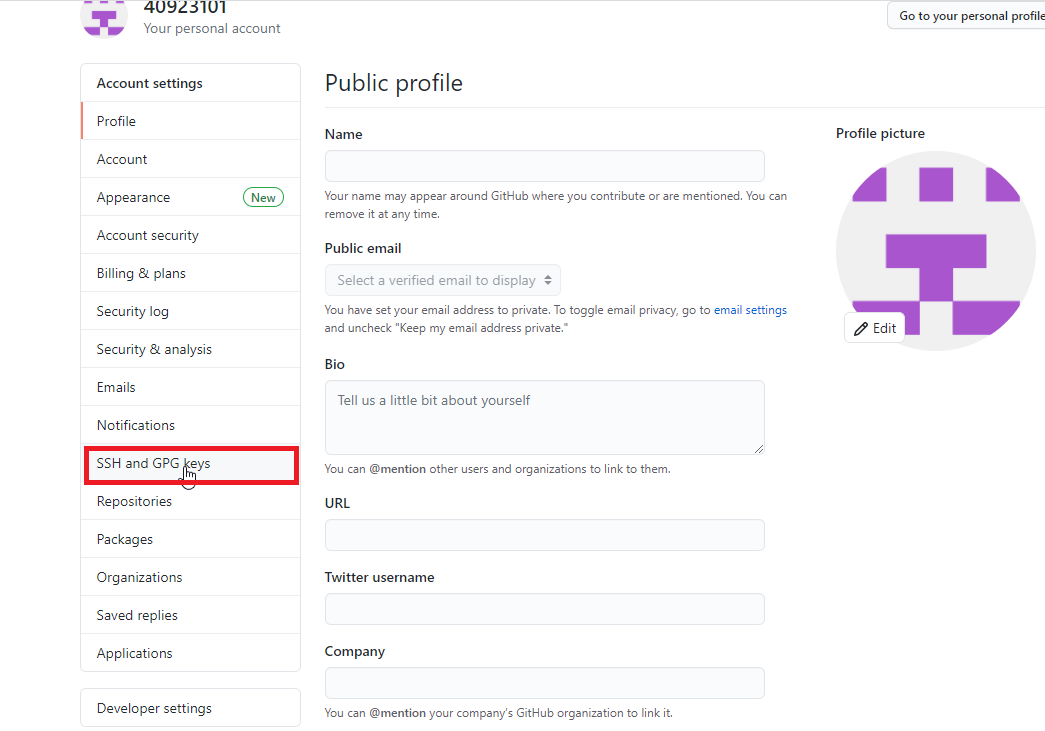 40923101
Your personal account
Go to your personal profile
Account settings
Profile
Account
Appearance New
Account security
Billing & plans
Security log
Security & analysis
Emails
Notifications
SSH and GPG keys
Repositories
Packages
Organizations
Saved replies
Applications
Developer settings
Public profile
Name
Your name may appear around GitHub where you contribute or are mentioned. You can
remove it at any time.
Public email
Select a verified email to display
You have set your email address to private. To toggle email privacy, go to email settings
and uncheck "Keep my email address private."
Bio
Tell us a little bit about yourself
You can @mention other users and organizations to link to them.
URL
Twitter username
Company
You can @mention your company's GitHub organization to link it.
Profile picture
Edit